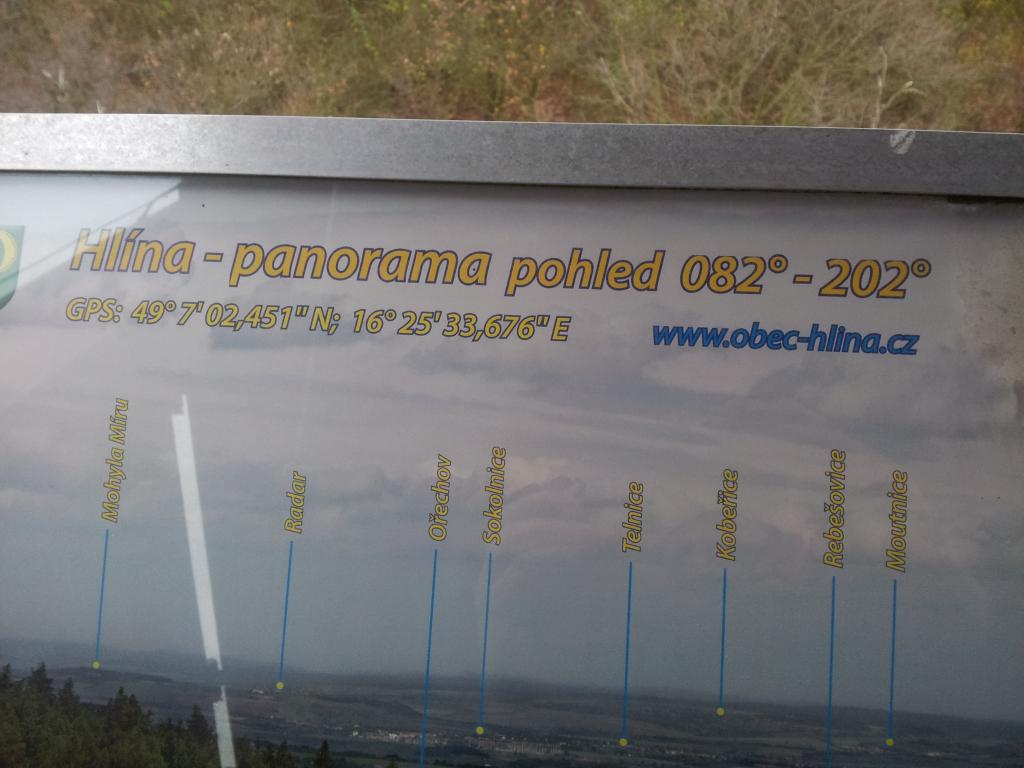 Hlína - panorama pohled 082° - 202°
GPS: 49° 7' 02,451" N; 16° 25' 33,676" E
www.obec-hlina.cz
Mohyla Míru
Radar
Ořechov
Sokolnice
Telnice
Kobeřice
Rebešovice
Moutnice